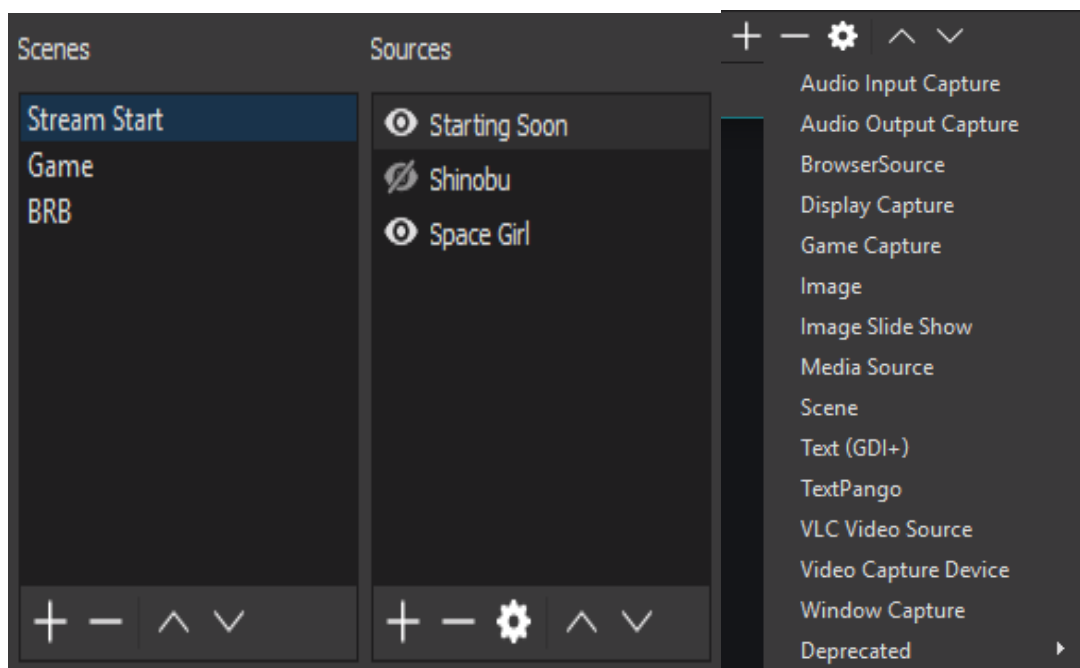 Scenes
Stream Start
Game
BRB
Sources
Starting Soon
Shinobu
Space Girl
Audio Input Capture
Audio Output Capture
BrowserSource
Display Capture
Game Capture
Image
Image Slide Show
Media Source
Scene
Text (GDI+)
TextPango
VLC Video Source
Video Capture Device
Window Capture
Deprecated